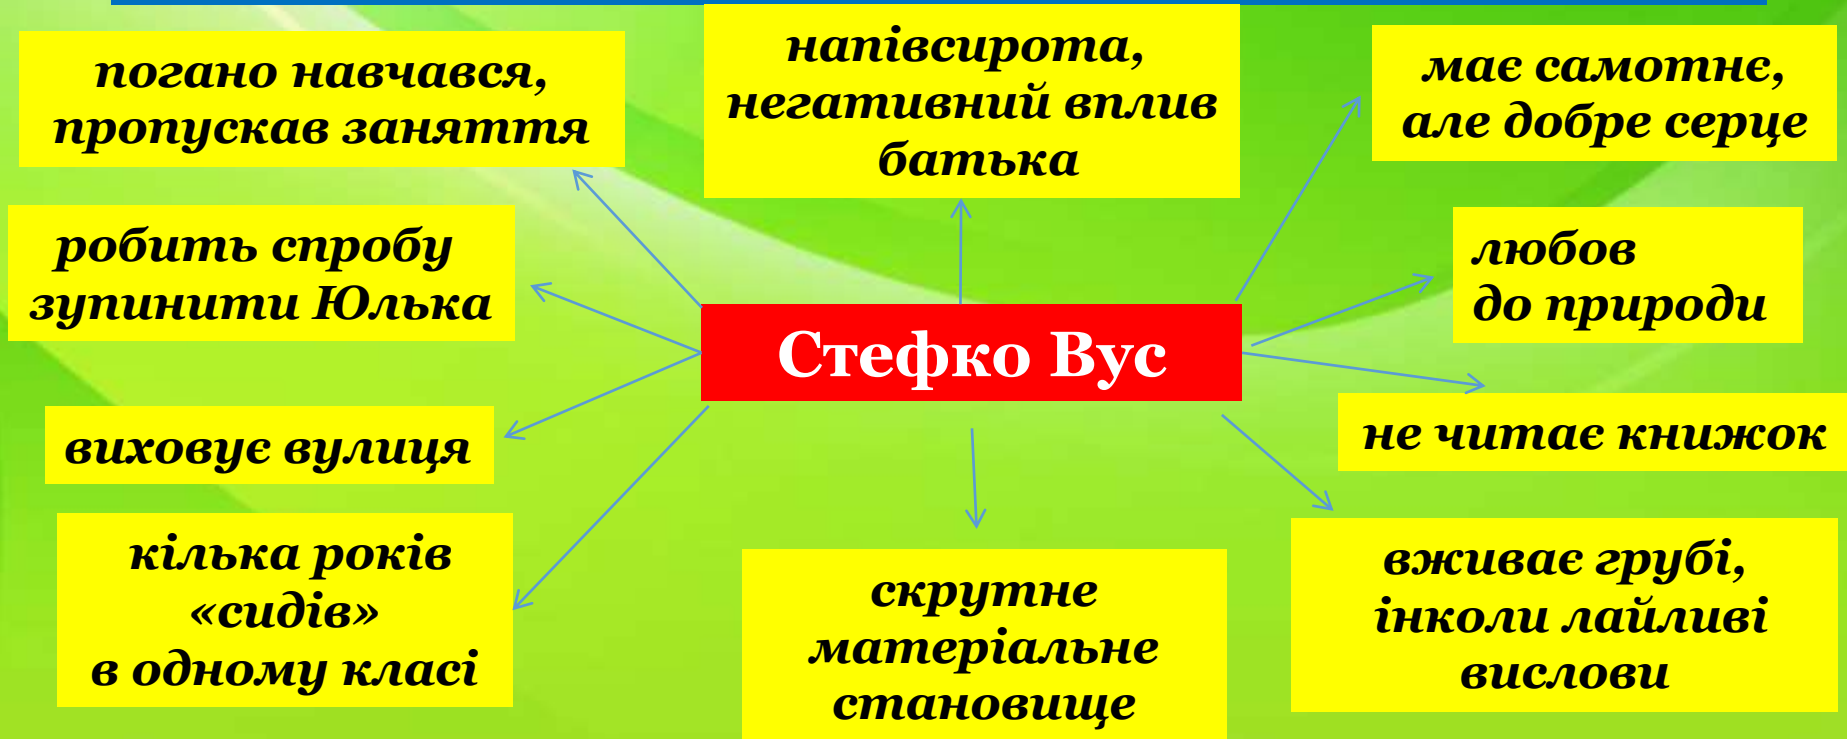 погано навчався,
пропускав заняття
напівсирота,
негативний вплив
батька
має самотнє,
але добре серце
робить спробу
зупинити Юлька
любов
до природи
Стефко Вус
виховує вулиця
не читає книжок
кілька років
«сидів»
в одному класі
скрутне
матеріальне
становище
вживає грубі,
інколи лайливі
вислови